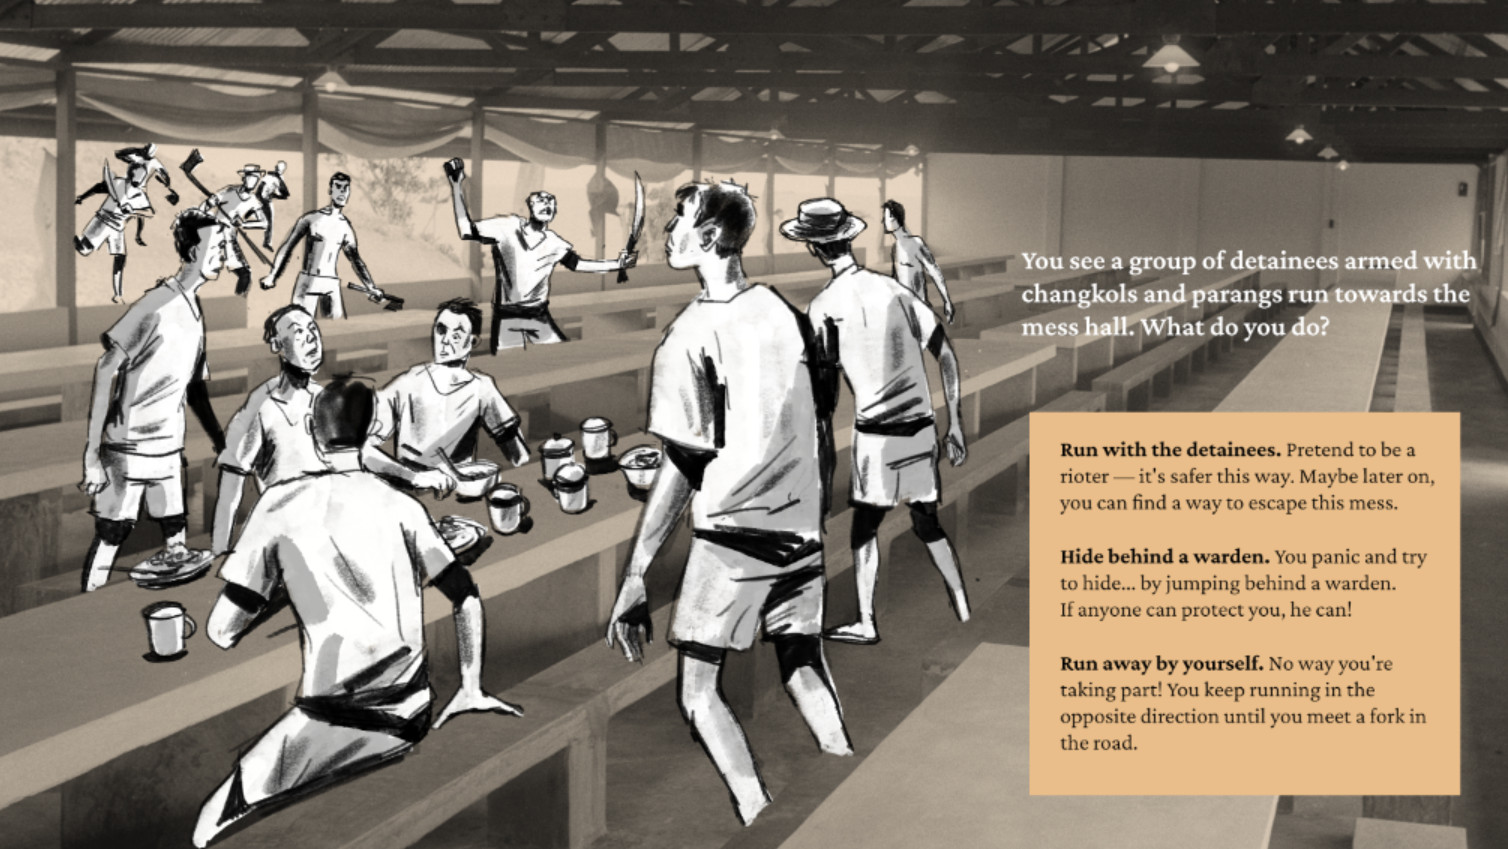 You see a group of detainees armed with
changkols and parangs run towards the
mess hall. What do you do?
Run with the detainees. Pretend to be a
rioter — it's safer this way. Maybe later on,
you can find a way to escape this mess.
Hide behind a warden. You panic and try
to hide... by jumping behind a warden.
If anyone can protect you, he can!
Run away by yourself. No way you're
taking part! You keep running in the
opposite direction until you meet a fork in
the road.